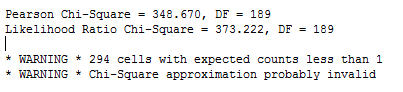 Pearson Chi-Square = 348.670, DF = 189
Likelihood Ratio Chi-Square = 373.222, DF = 189
* WARNING * 294 cells with expected counts less than 1
* WARNING * Chi-Square approximation probably invalid